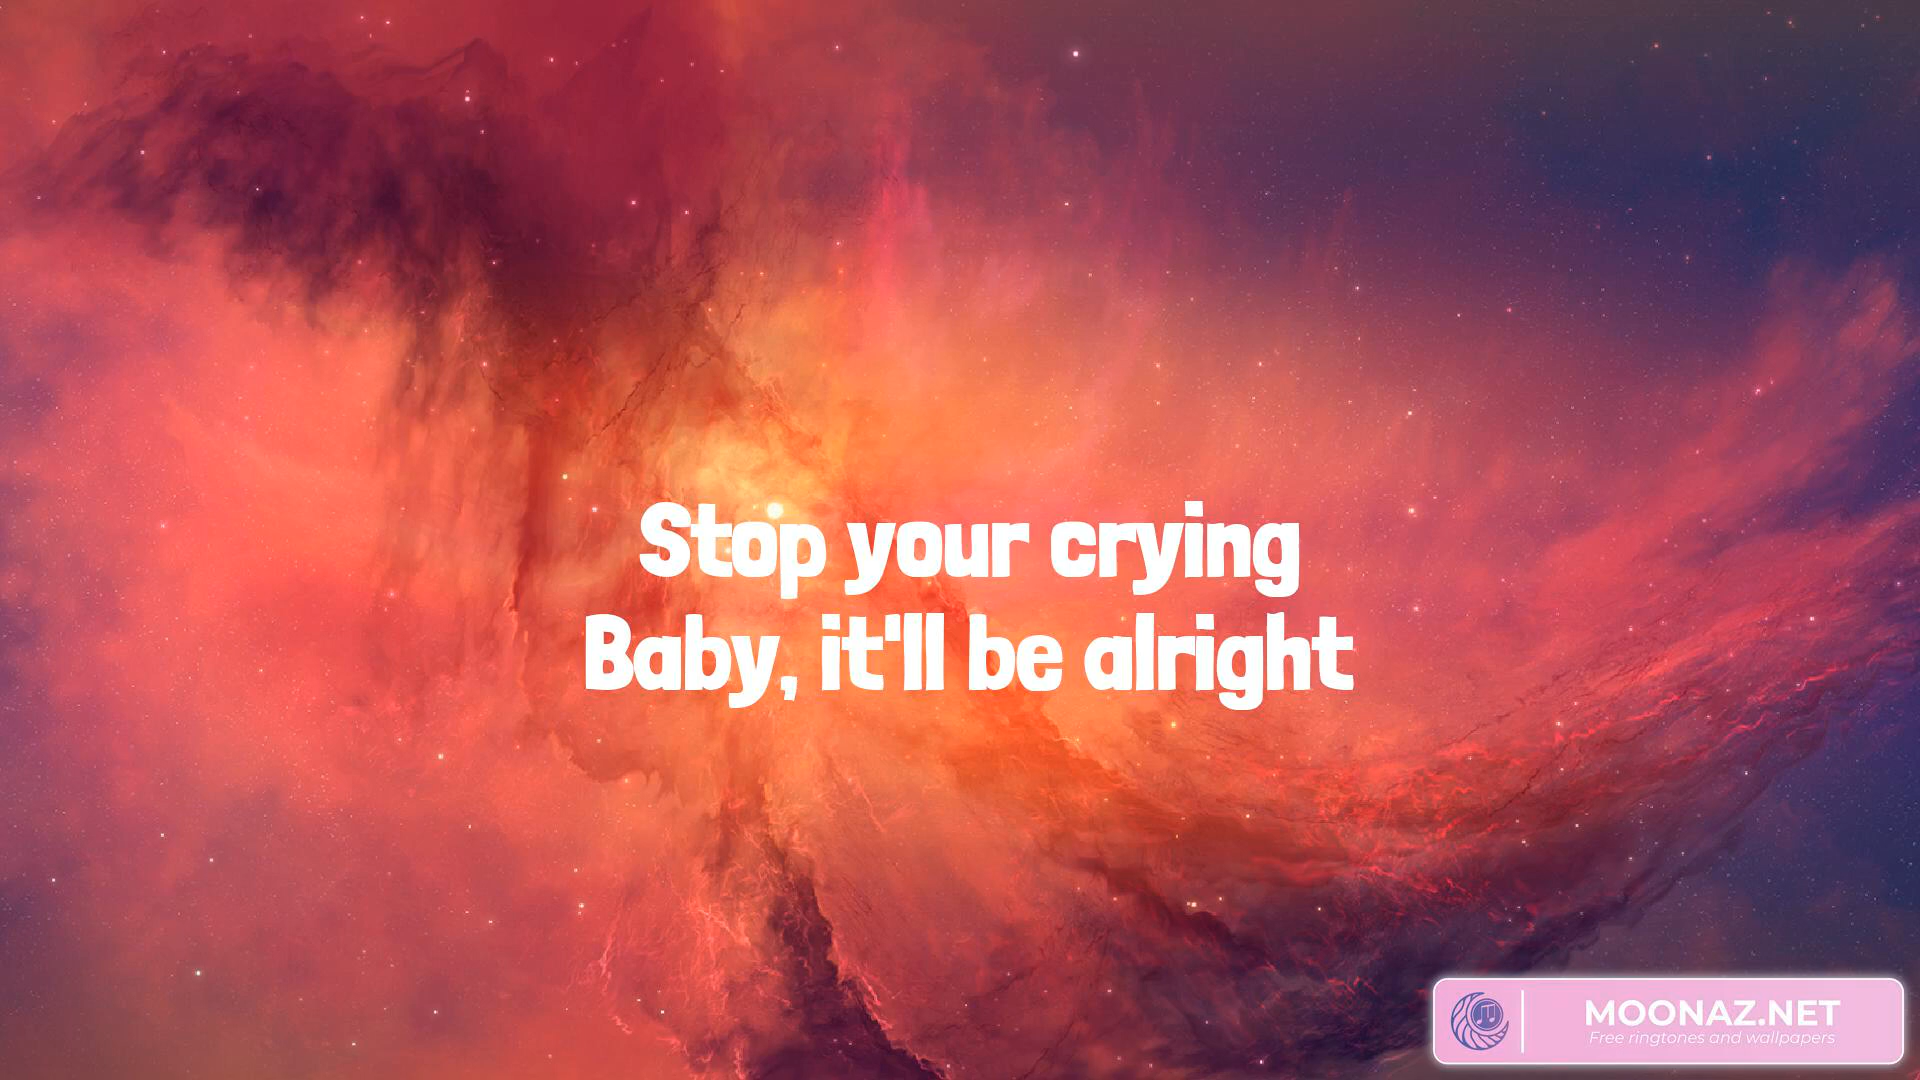 Stop your crying
Baby, it'll be alright
MOONAZ.NET
Free ringtones and wallpapers